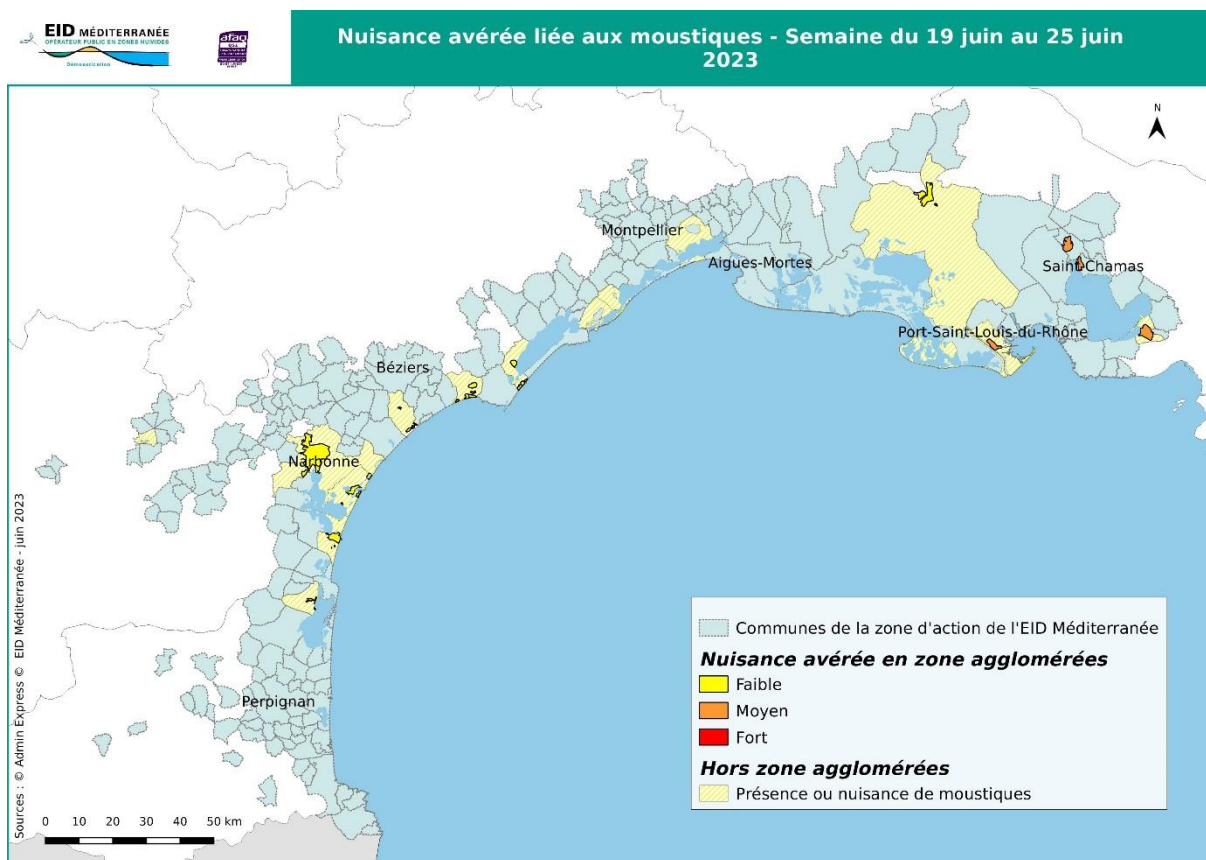 EID MÉDITERRANÉE
OPÉRATEUR PUBLIC EN ZONES HUMIDES
Démoustication
afaq
Nuisance avérée liée aux moustiques - Semaine du 19 juin au 25 juin
2023
N
Montpellier
Aigues-Mortes
Saint-Chamas
Port-Saint-Louis-du-Rhône
Béziers
Narbonne
Perpignan
Communes de la zone d'action de l'EID Méditerranée
Nuisance avérée en zone agglomérées
Faible
Moyen
Fort
Hors zone agglomérées
Présence ou nuisance de moustiques
0 10 20 30 40 50 km
Sources : © Admin Express © EID Méditerranée - juin 2023